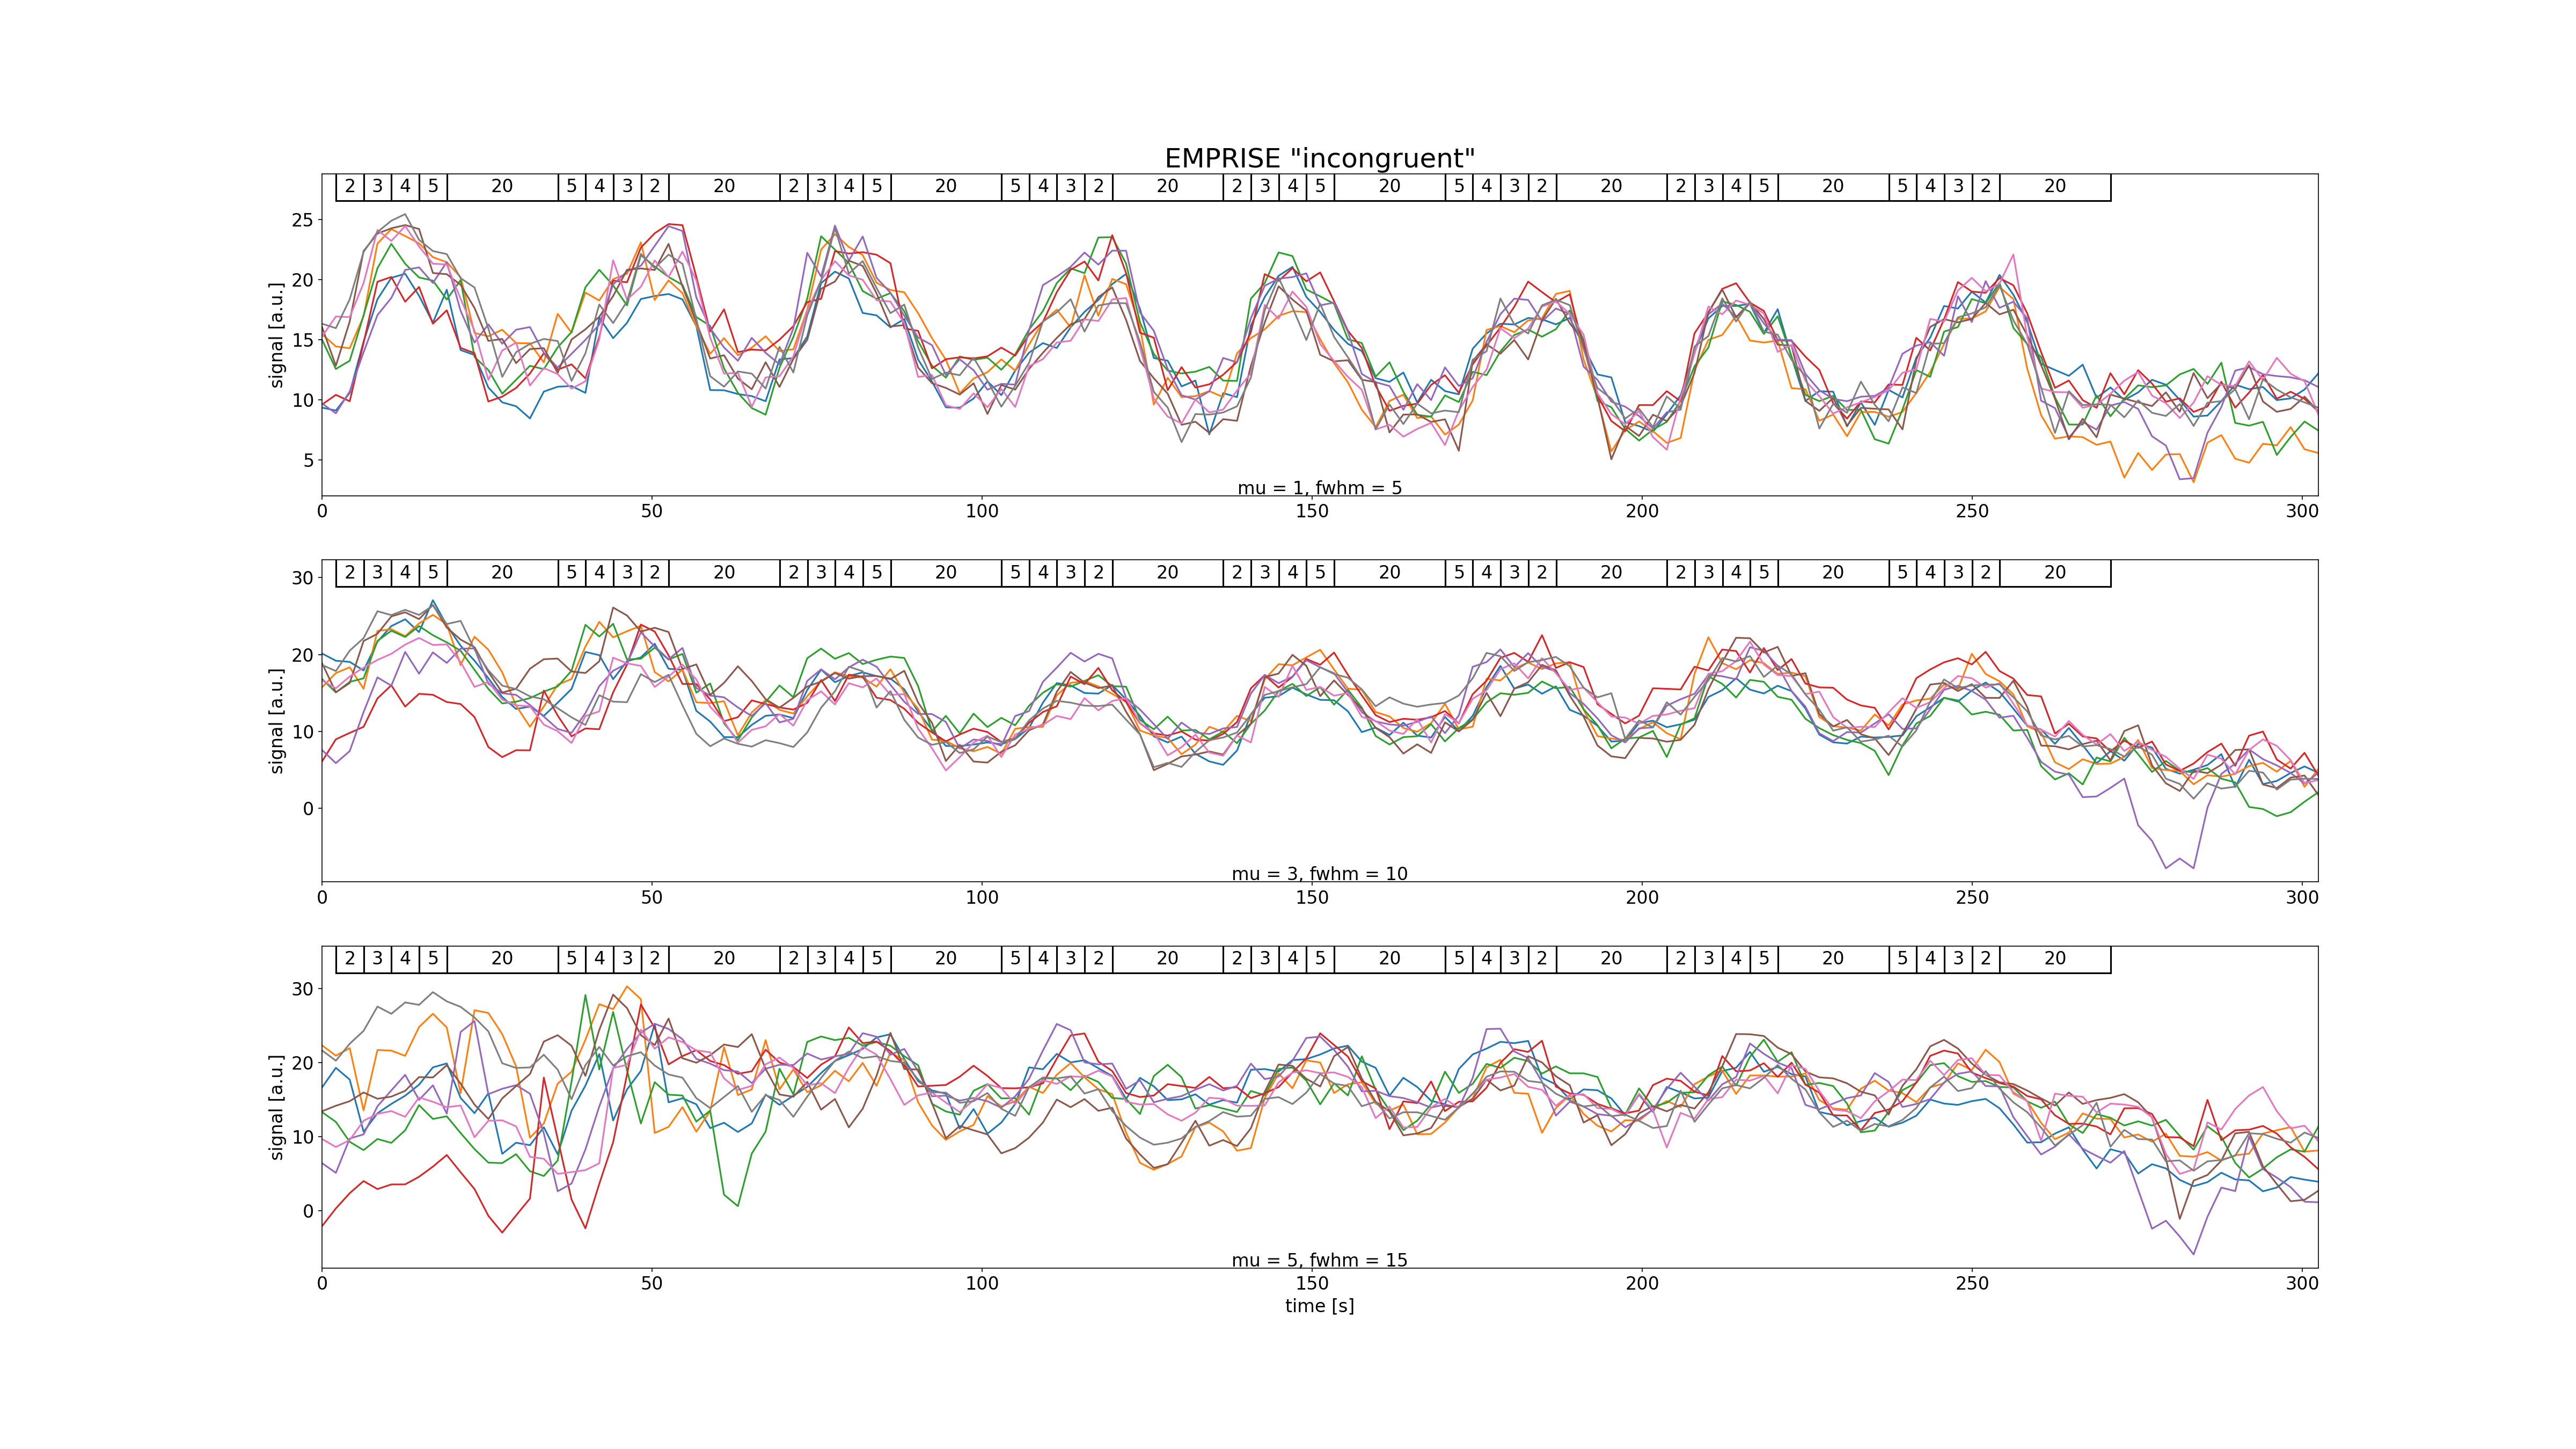 EMPRISE "incongruent"
2 3 4 5 20 5 4 3 2 20 2 3 4 5 20 5 4 3 2 20 2 3 4 5 20 5 4 3 2 20 2 3 4 5 20 5 4 3 2 20
25
20
15
10
5
signal [a.u.]
mu = 1, fwhm = 5
0 50 100 150 200 250 300
2 3 4 5 20 5 4 3 2 20 2 3 4 5 20 5 4 3 2 20 2 3 4 5 20 5 4 3 2 20 2 3 4 5 20 5 4 3 2 20
30
20
10
0
signal [a.u.]
mu = 3, fwhm = 10
0 50 100 150 200 250 300
2 3 4 5 20 5 4 3 2 20 2 3 4 5 20 5 4 3 2 20 2 3 4 5 20 5 4 3 2 20 2 3 4 5 20 5 4 3 2 20
30
20
10
0
signal [a.u.]
mu = 5, fwhm = 15
0 50 100 150 200 250 300
time [s]